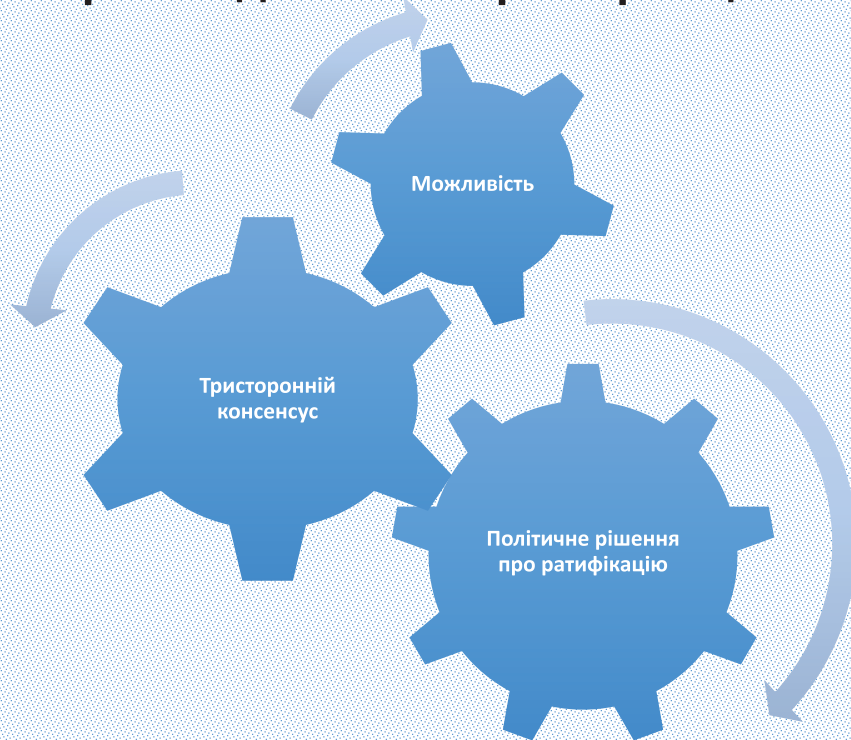 Можливість
Тристоронній
консенсус
Політичне рішення
про ратифікацію